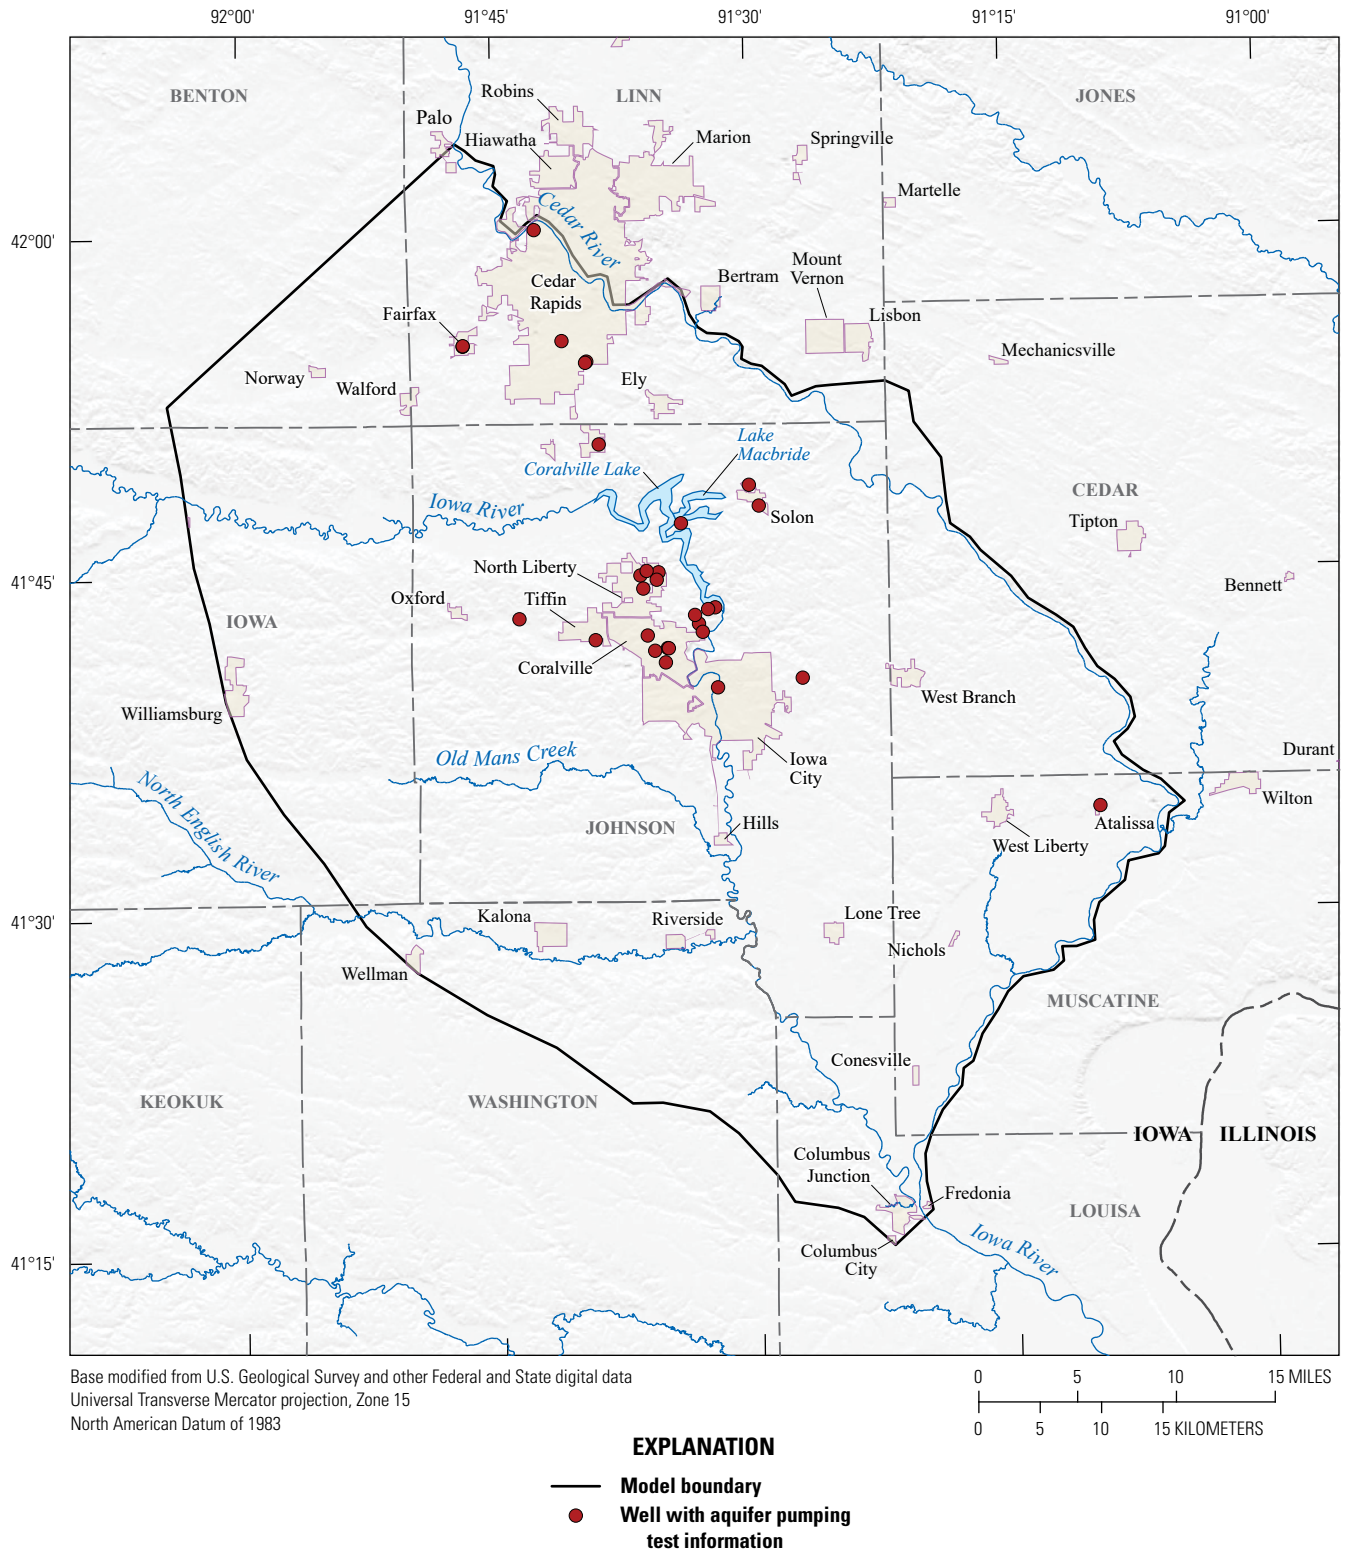 92°00'
91°45'
91°30'
91°15'
91°00'
BENTON
LINN
JONES
Robins
Palo
Hiawatha
Marion
Springville
Martelle
Cedar River
42°00'
Mount
Vernon
Bertram
Cedar
Rapids
Fairfax
Lisbon
Mechanicsville
Norway
Walford
Ely
Lake
Macbride
Coralville Lake
Iowa River
CEDAR
Solon
Tipton
41°45'
North Liberty
Bennett
Oxford
Tiffin
IOWA
Coralville
West Branch
Williamsburg
Old Mans Creek
Iowa
City
Durant
North English River
Wilton
Hills
Atalissa
JOHNSON
West Liberty
41°30'
Kalona
Riverside
Lone Tree
Nichols
Wellman
MUSCATINE
Conesville
KEOKUK
WASHINGTON
IOWA
ILLINOIS
Columbus
Junction
Fredonia
LOUISA
Iowa River
Columbus
City
41°15'
Base modified from U.S. Geological Survey and other Federal and State digital data
Universal Transverse Mercator projection, Zone 15
North American Datum of 1983
0 5 10 15 MILES
0 5 10 15 KILOMETERS
EXPLANATION
Model boundary
Well with aquifer pumping
test information